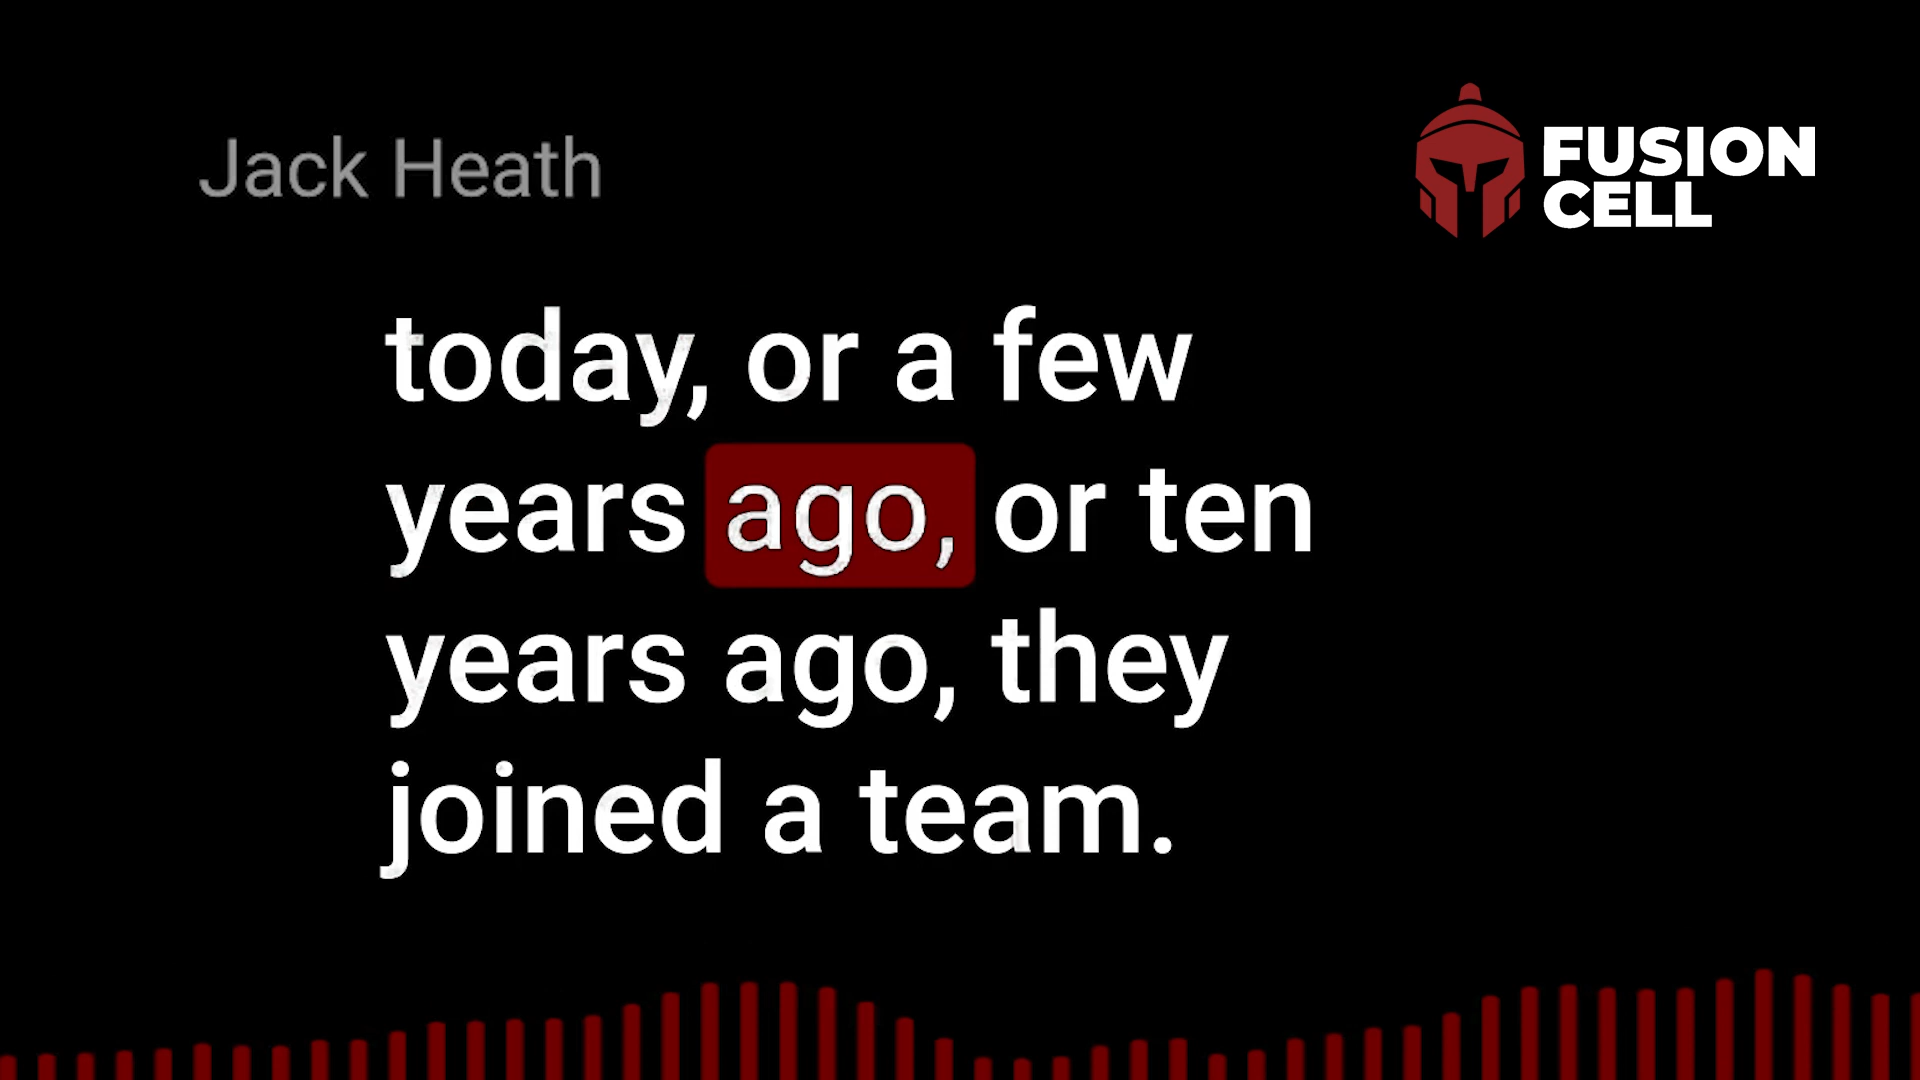 Jack Heath
FUSION
CELL
today, or a few
years ago, or ten
years ago, they
joined a team.